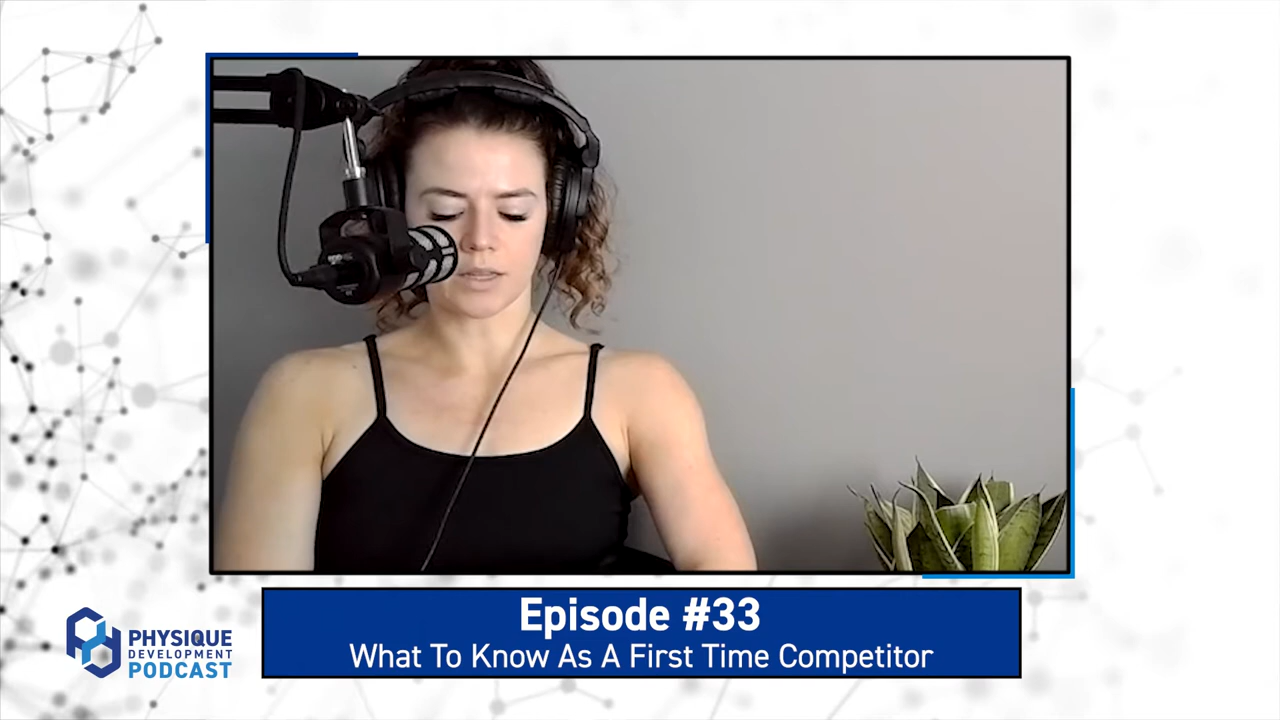 Episode #33
What To Know As A First Time Competitor
PHYSIQUE
DEVELOPMENT
PODCAST